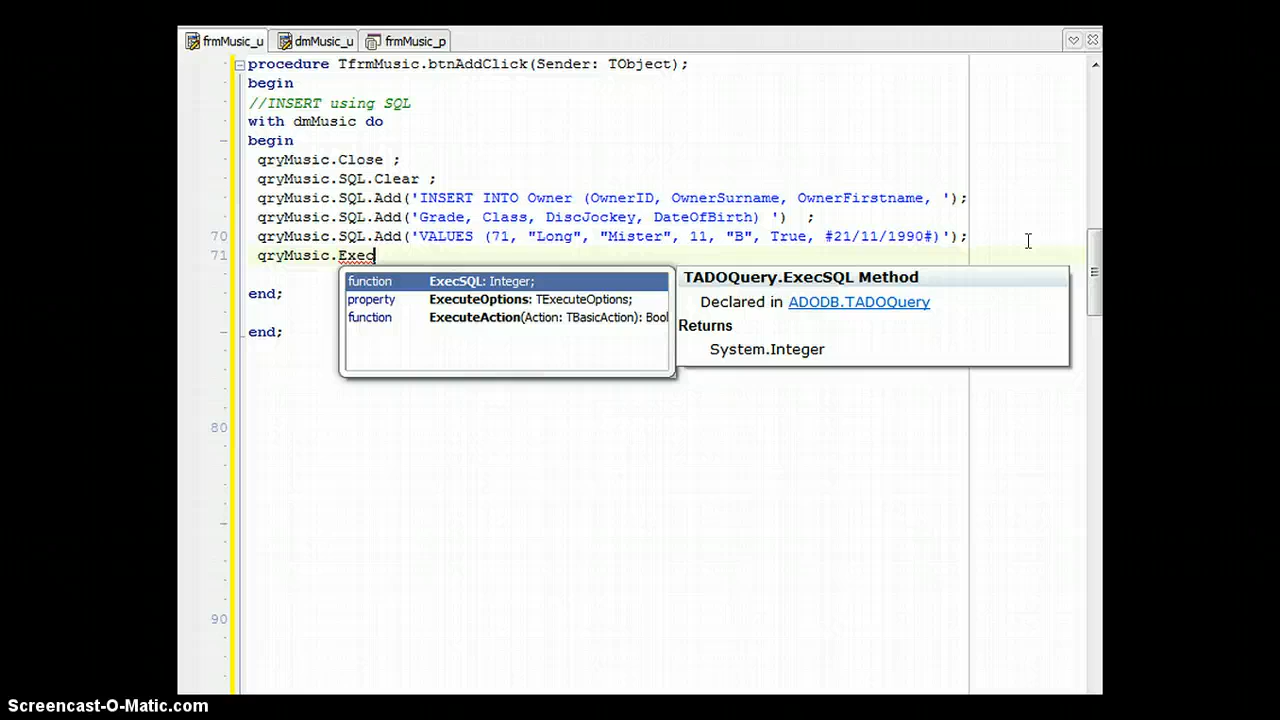 frmMusic_u dmMusic_u frmMusic_p
procedure TfrmMusic.btnAddClick(Sender: TObject);
begin
//INSERT using SQL
with dmMusic do
begin
qryMusic.Close ;
qryMusic.SQL.Clear ;
qryMusic.SQL.Add('INSERT INTO Owner (OwnerID, OwnerSurname, OwnerFirstname, ');
qryMusic.SQL.Add('Grade, Class, DiscJockey, DateOfBirth) ') ;
70 qryMusic.SQL.Add('VALUES (71, "Long", "Mister", 11, "B", True, #21/11/1990#)');
71 qryMusic.Exec
function ExecSQL: Integer;
property ExecuteOptions: TExecuteOptions;
function ExecuteAction(Action: TBasicAction): Bool
TADOQuery.ExecSQL Method
Declared in ADODB.TADOQuery
Returns
System.Integer
end;
end;
80
90
Screencast-O-Matic.com